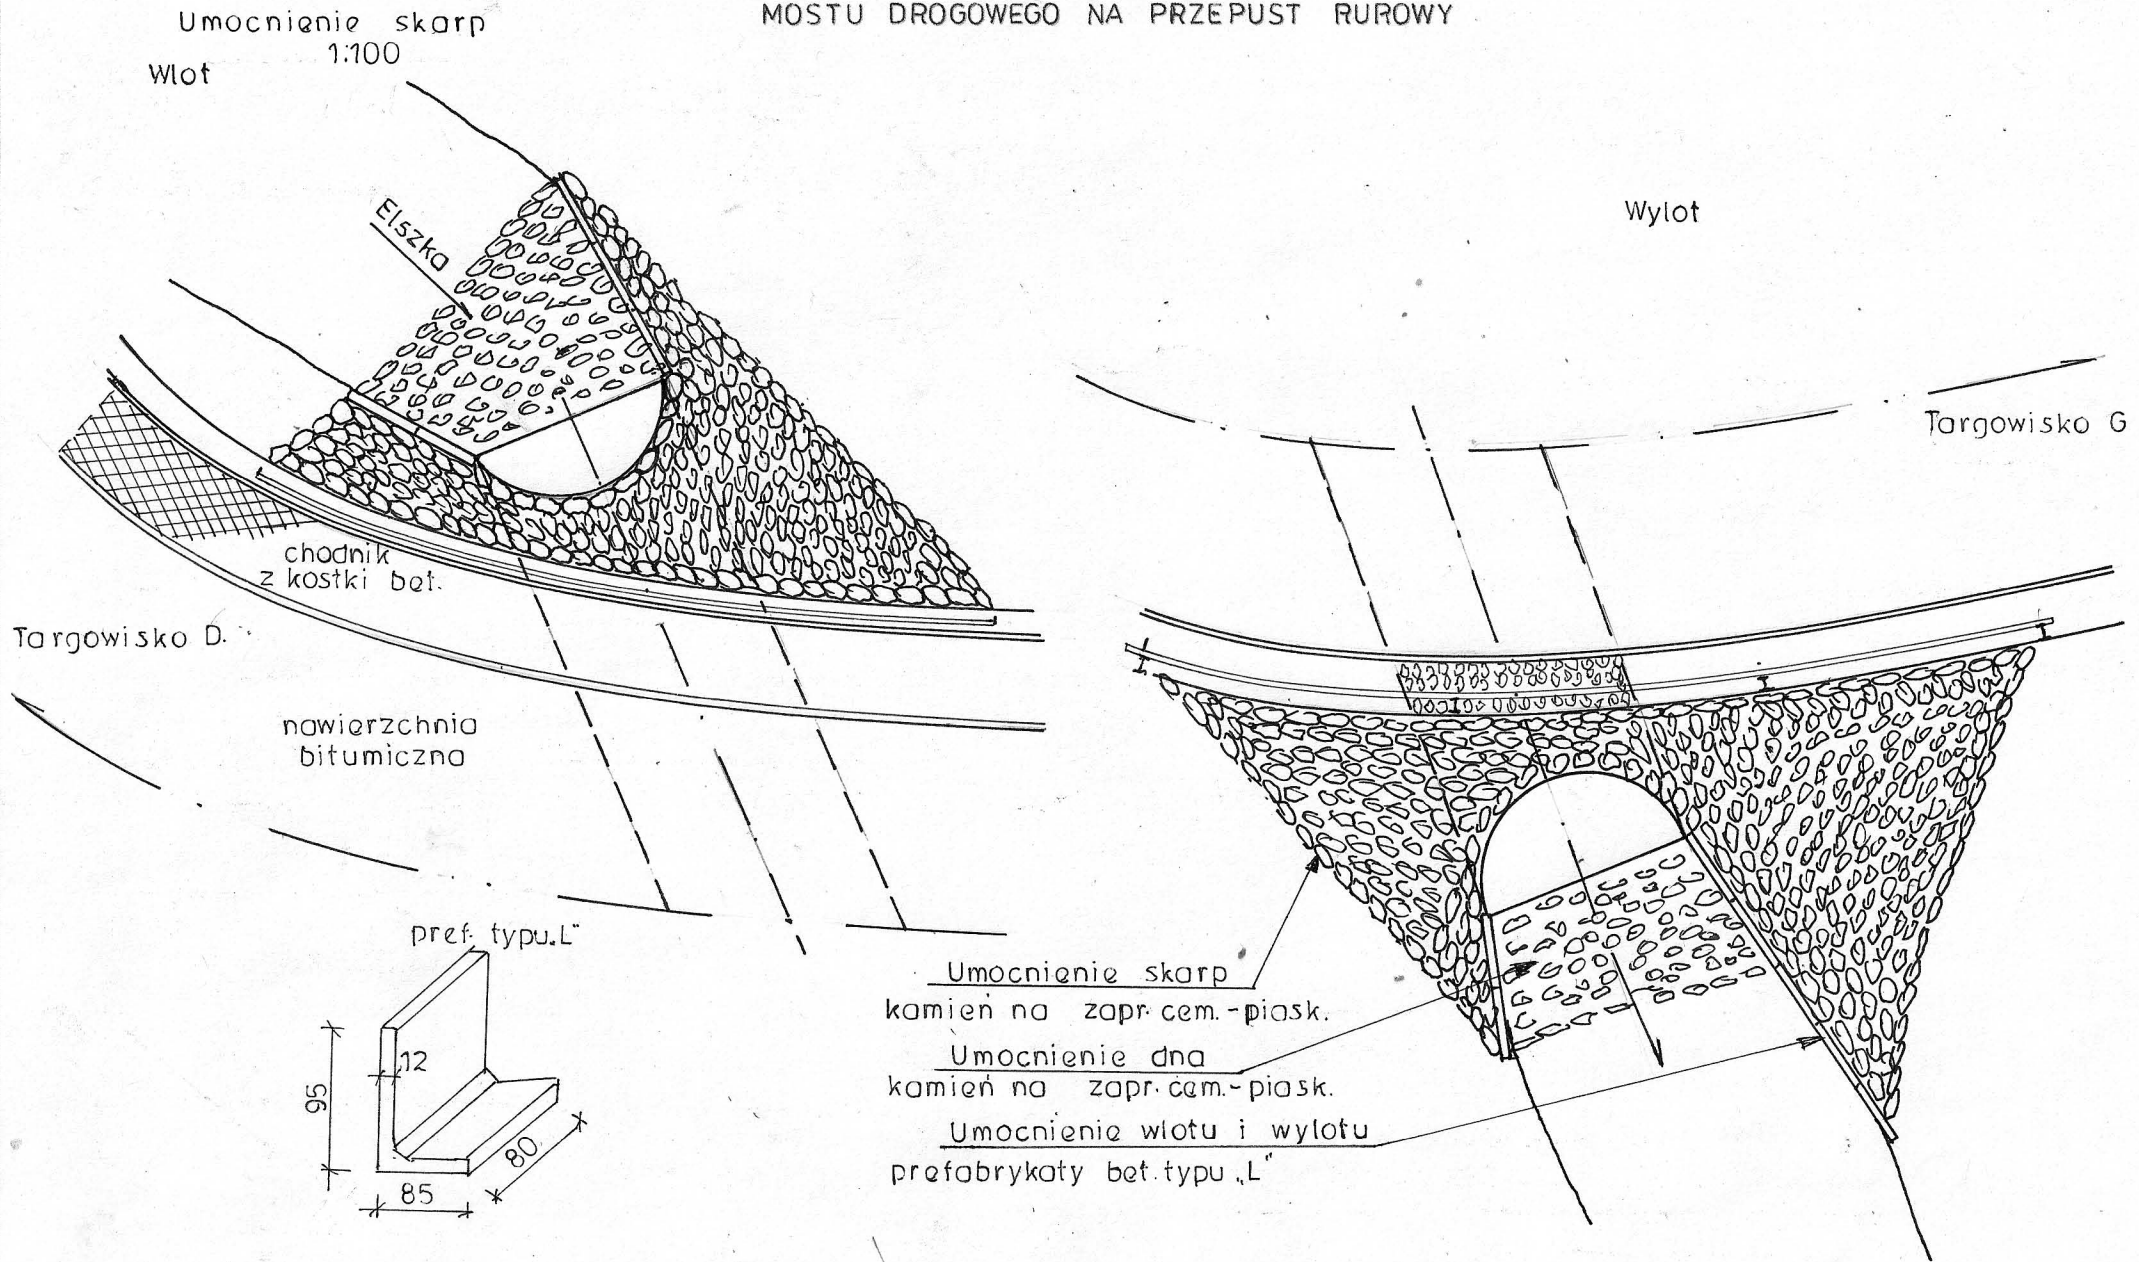 MOSTU DROGOWEGO NA PRZEPUST RUROWY
Umocnienie skarp
1:100
Wlot
Elszka
Wylot
Targowisko G
chodnik
z kostki bet.
Targowisko D.
nawierzchnia
bitumiczna
pref. typu „L"
12
95
80
85
Umocnienie skarp
kamień na zapr. cem.-piask.
Umocnienie dna
kamień na zapr. cem.-piask.
Umocnienie wlotu i wylotu
prefabrykaty bet. typu „L"